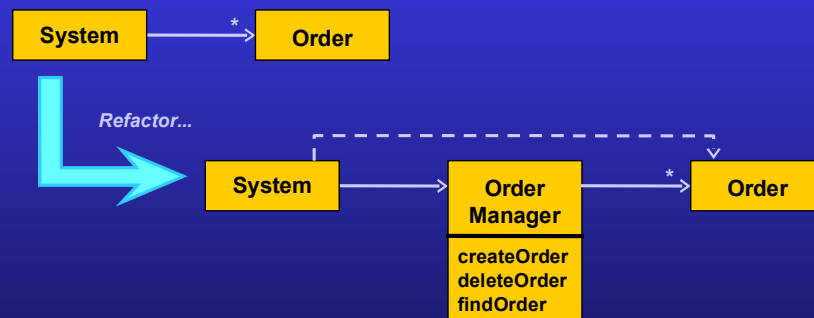 System
*
Order
Refactor...
System
Order
Manager
*
Order
createOrder
deleteOrder
findOrder